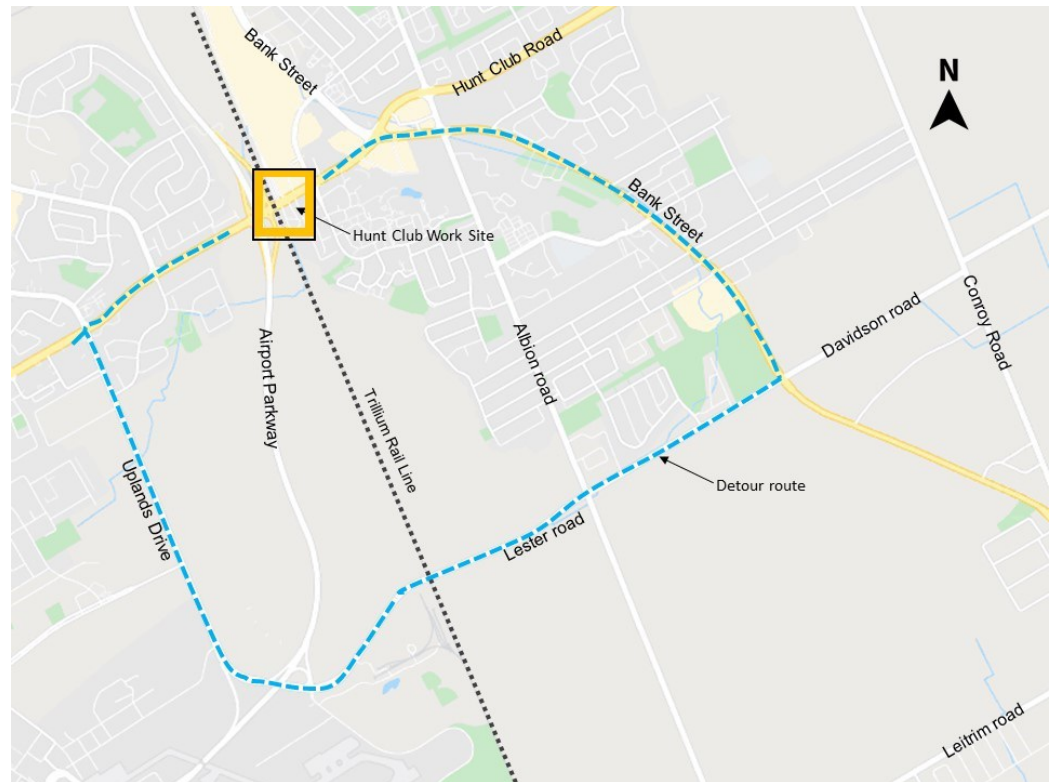 Bank Street
Hunt Club Road
N
Hunt Club Work Site
Bank Street
Davidson road
Conroy Road
Airport Parkway
Albion road
Trillium Rail Line
Uplands Drive
Detour route
Lester road
Leitrim road